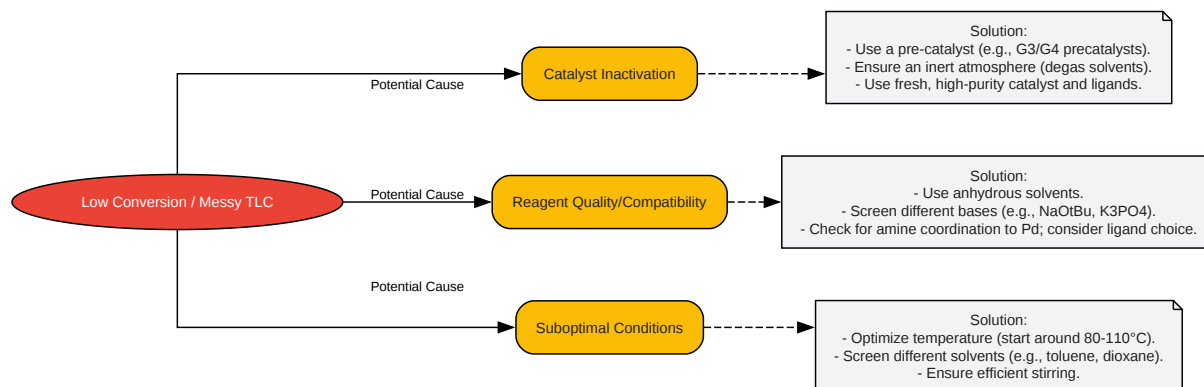 Low Conversion / Messy TLC
Potential Cause
Catalyst Inactivation
Solution:
- Use a pre-catalyst (e.g., G3/G4 precatalysts).
- Ensure an inert atmosphere (degas solvents).
- Use fresh, high-purity catalyst and ligands.
Potential Cause
Reagent Quality/Compatibility
Solution:
- Use anhydrous solvents.
- Screen different bases (e.g., NaOtBu, K3PO4).
- Check for amine coordination to Pd; consider ligand choice.
Potential Cause
Suboptimal Conditions
Solution:
- Optimize temperature (start around 80-110°C).
- Screen different solvents (e.g., toluene, dioxane).
- Ensure efficient stirring.